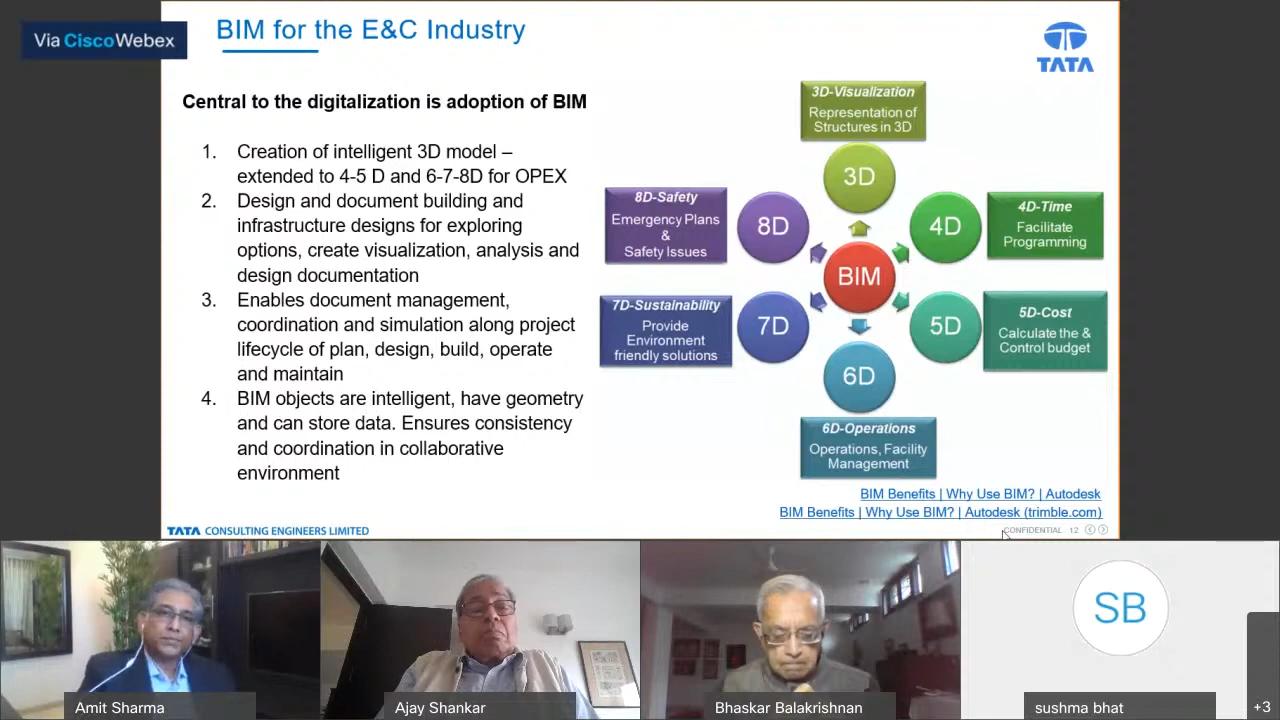 Via Cisco Webex
BIM for the E&C Industry
TATA
Central to the digitalization is adoption of BIM
1. Creation of intelligent 3D model –
extended to 4-5 D and 6-7-8D for OPEX
2. Design and document building and
infrastructure designs for exploring
options, create visualization, analysis and
design documentation
3. Enables document management,
coordination and simulation along project
lifecycle of plan, design, build, operate
and maintain
4. BIM objects are intelligent, have geometry
and can store data. Ensures consistency
and coordination in collaborative
environment
3D-Visualization
Representation of
Structures in 3D
3D
8D-Safety
Emergency Plans
&
Safety Issues
8D
4D
4D-Time
Facilitate
Programming
BIM
7D-Sustainability
Provide
Environment
friendly solutions
7D
5D
5D-Cost
Calculate the &
Control budget
6D
6D-Operations
Operations, Facility
Management
BIM Benefits | Why Use BIM? | Autodesk
BIM Benefits | Why Use BIM? | Autodesk (trimble.com)
TATA CONSULTING ENGINEERS LIMITED
CONFIDENTIAL 12
SB
Amit Sharma
Ajay Shankar
Bhaskar Balakrishnan
sushma bhat
+3